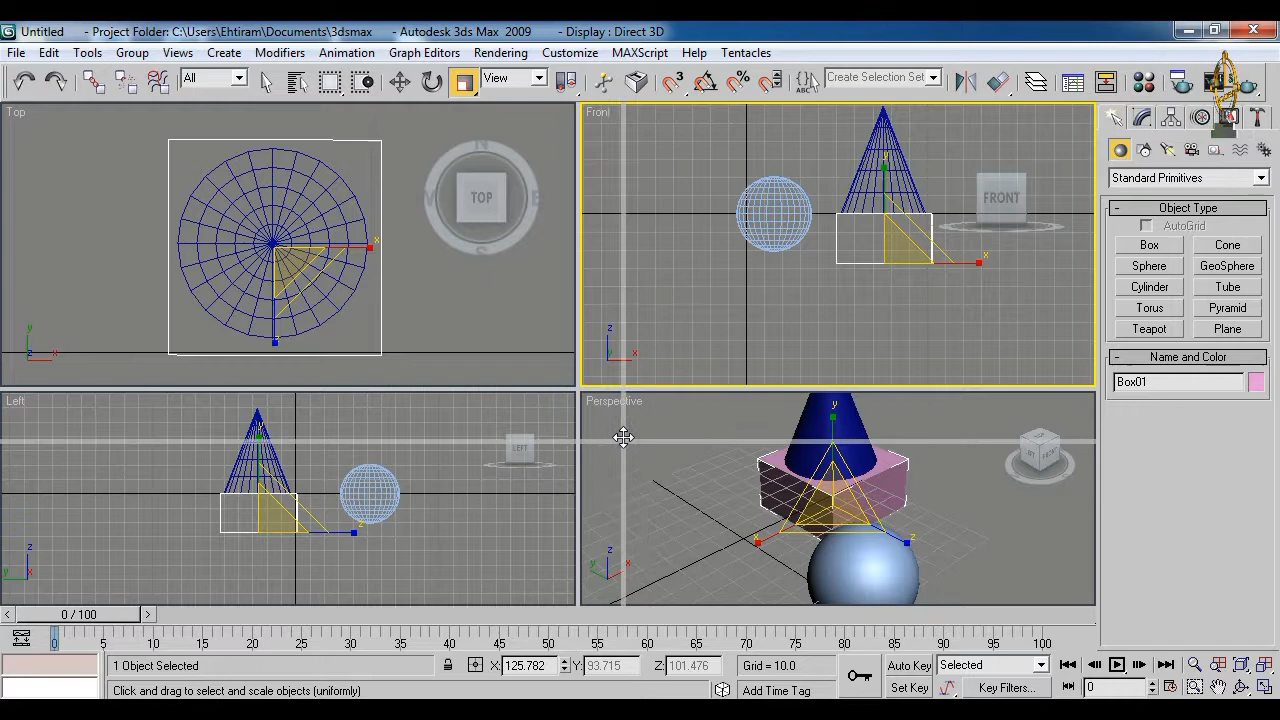 Untitled - Project Folder: C:\Users\Ehtiram\Documents\3dsmax - Autodesk 3ds Max 2009 - Display : Direct 3D
File Edit Tools Group Views Create Modifiers Animation Graph Editors Rendering Customize MAXScript Help Tentacles
All View 3 % ABC Create Selection Set
Top Front
N
TOP
E
S
FRONT
y
x
z
x
Standard Primitives
- Object Type
AutoGrid
Box Cone
Sphere GeoSphere
Cylinder Tube
Torus Pyramid
Teapot Plane
- Name and Color
Box01
Left Perspective
LEFT
y
x
z
0 / 100
0 5 10 15 20 25 30 35 40 45 50 55 60 65 70 75 80 85 90 95 100
1 Object Selected X: 125.782 Y: 93.715 Z: 101.476 Grid = 10.0 Auto Key Selected
Click and drag to select and scale objects (uniformly) Add Time Tag Set Key Key Filters... 0